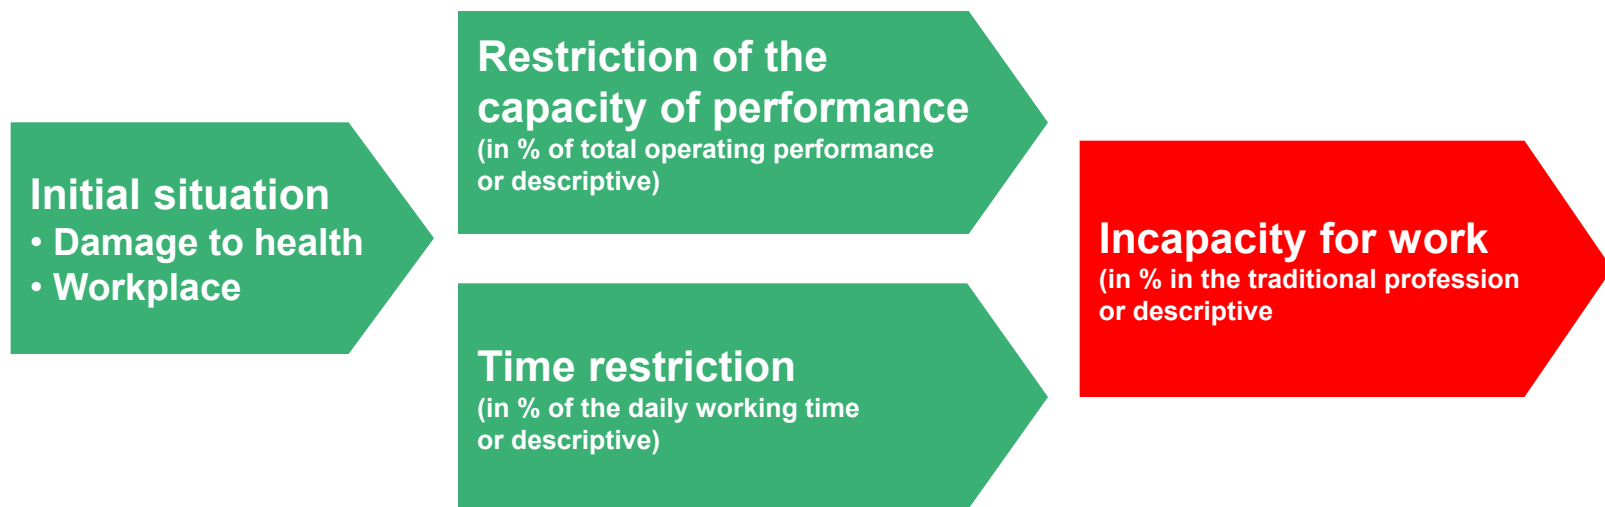 Initial situation
• Damage to health
• Workplace
Restriction of the
capacity of performance
(in % of total operating performance
or descriptive)
Time restriction
(in % of the daily working time
or descriptive)
Incapacity for work
(in % in the traditional profession
or descriptive